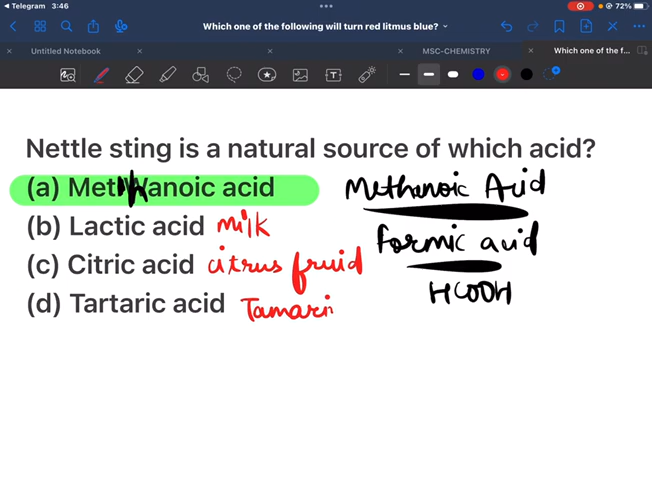 Telegram 3:46
72%
Which one of the following will turn red litmus blue?
Untitled Notebook
MSC-CHEMISTRY
Which one of the f...
Nettle sting is a natural source of which acid?
(a) Methanoic acid Methanoic Acid
(b) Lactic acid milk formic acid
(c) Citric acid citrus fruid
HCOOH
(d) Tartaric acid Tamarin